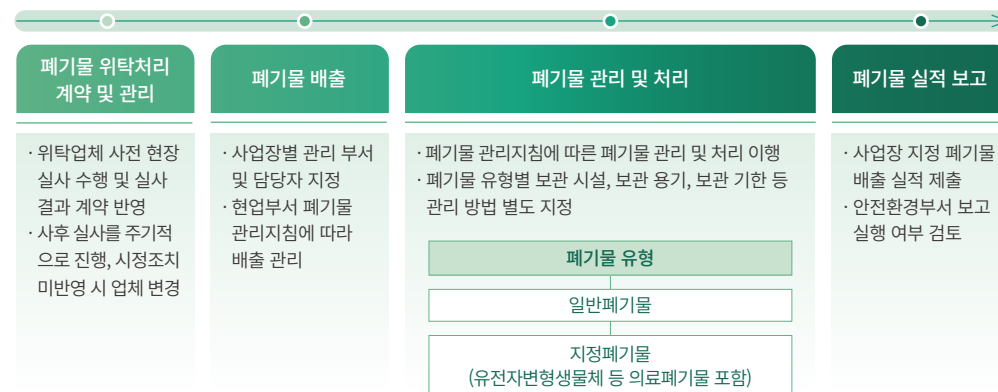 폐기물 위탁처리
계약 및 관리
· 위탁업체 사전 현장
실사 수행 및 실사
결과 계약 반영
· 사후 실사를 주기적
으로 진행, 시정조치
미반영 시 업체 변경
폐기물 배출
· 사업장별 관리 부서
및 담당자 지정
· 현업부서 폐기물
관리지침에 따라
배출 관리
폐기물 관리 및 처리
· 폐기물 관리지침에 따른 폐기물 관리 및 처리 이행
· 폐기물 유형별 보관 시설, 보관 용기, 보관 기한 등
관리 방법 별도 지정
폐기물 유형
일반폐기물
지정폐기물
(유전자변형생물체 등 의료폐기물 포함)
폐기물 실적 보고
· 사업장 지정 폐기물
배출 실적 제출
· 안전환경부서 보고
실행 여부 검토